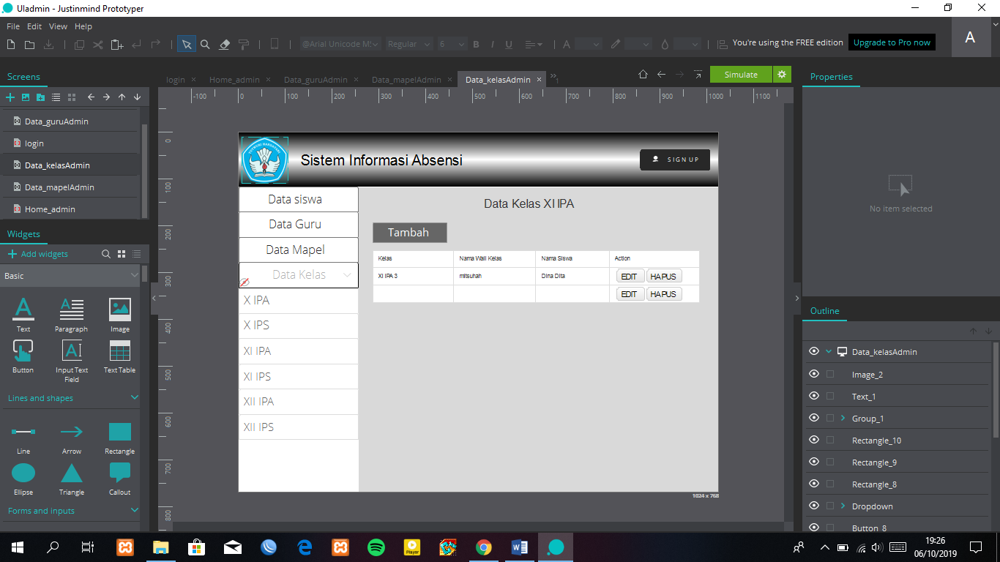 UIadmin - Justinmind Prototyper
File Edit View Help
@Arial Unicode MS Regular 6 B I U A You're using the FREE edition Upgrade to Pro now A
Screens
login × Home_admin × Data_guruAdmin × Data_mapelAdmin × Data_kelasAdmin × 1
Simulate
Properties
-100 0 100 200 300 400 500 600 700 800 900 1000 1100
Data_guruAdmin
login
Data_kelasAdmin
Data_mapelAdmin
Home_admin
Widgets
Add widgets
Basic
Text Paragraph Image
Button Input Text Field Text Table
Lines and shapes
Line Arrow Rectangle
Ellipse Triangle Callout
Forms and inputs
0
100
200
300
400
500
600
700
800
Sistem Informasi Absensi
SIGN UP
Data siswa
Data Guru
Data Mapel
Data Kelas
X IPA
X IPS
XI IPA
XI IPS
XII IPA
XII IPS
Data Kelas XI IPA
Tambah
Kelas Nama Wali Kelas Nama Siswa Action
XI IPA 3 mitsuhah Dina Dita EDIT HAPUS
EDIT HAPUS
1024 x 768
No item selected
Outline
Data_kelasAdmin
Image_2
Text_1
Group_1
Rectangle_10
Rectangle_9
Rectangle_8
Dropdown
Button_8
Player
19:26
06/10/2019